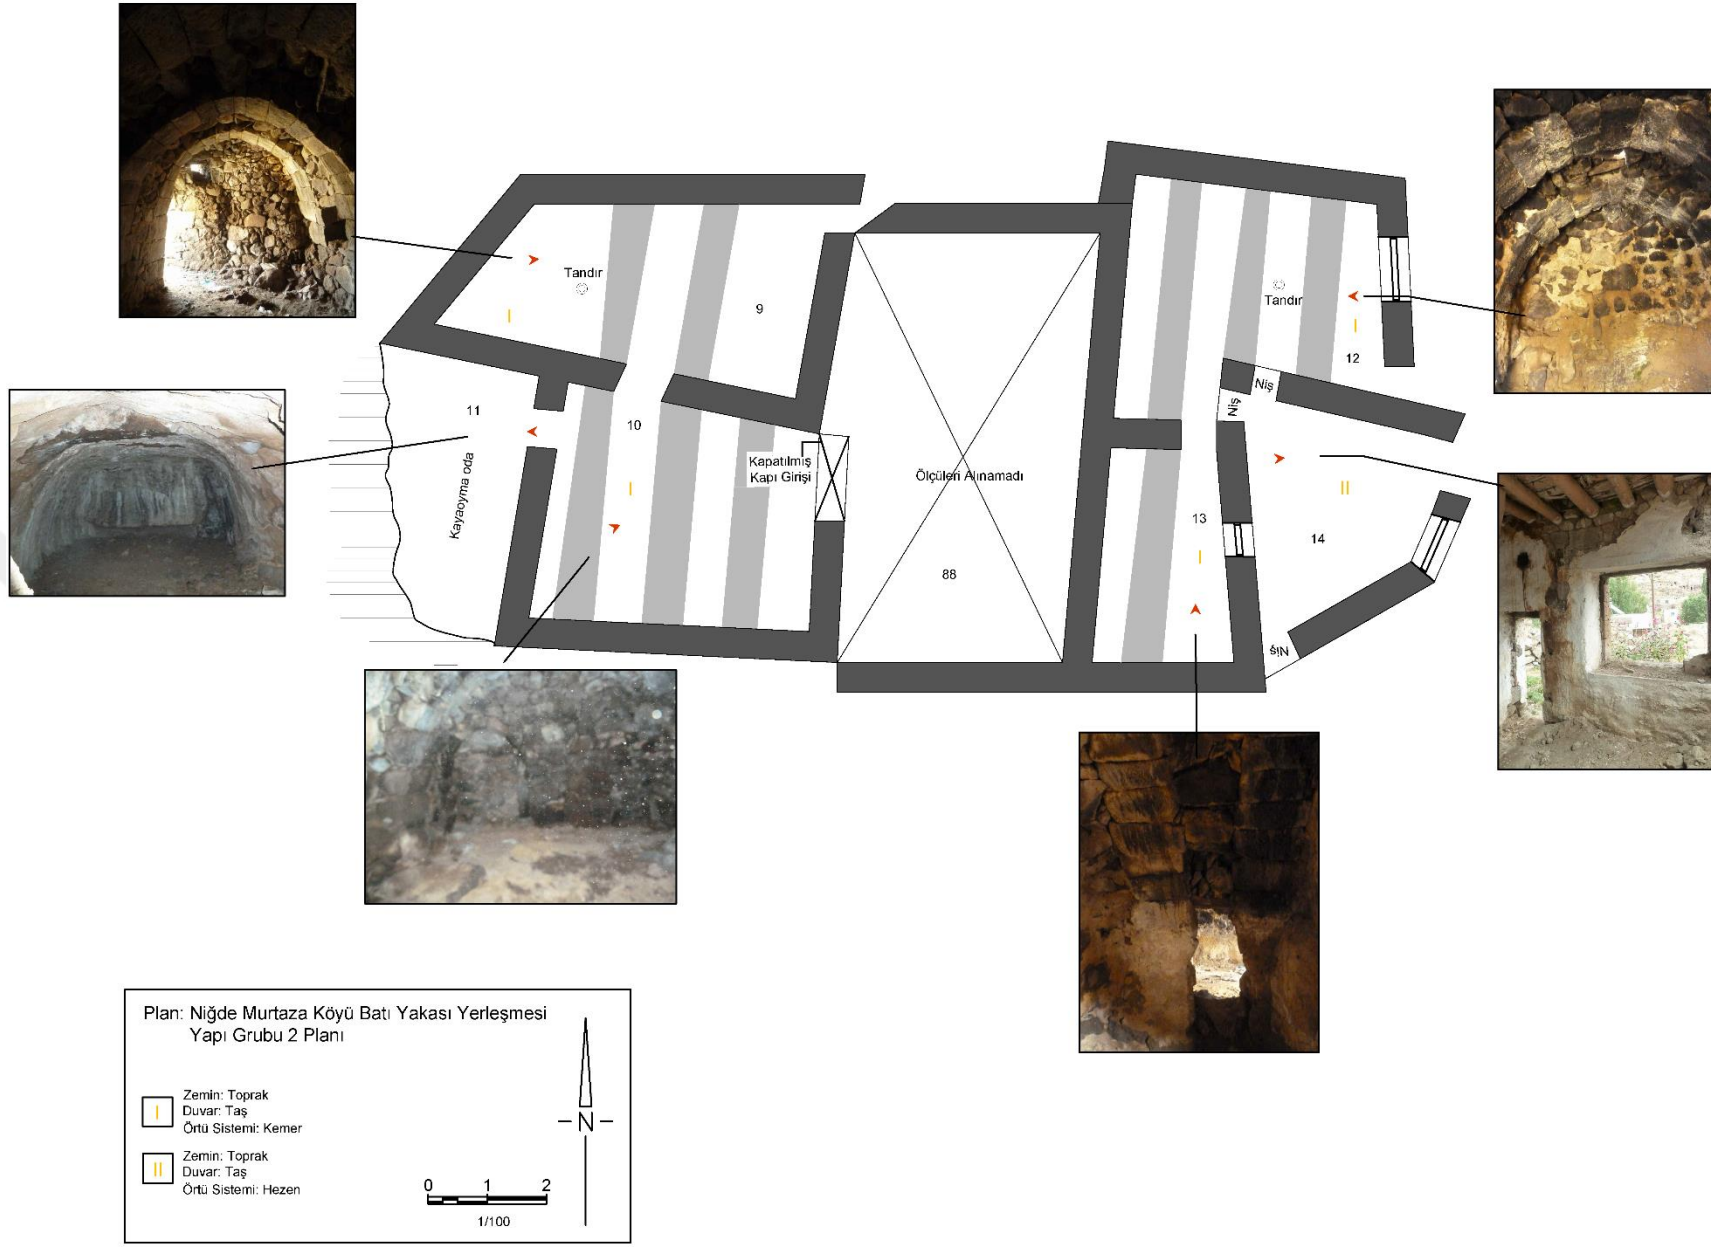 Tandır
I
9
11
Kayaoyma oda
10
I
Kapatılmış
Kapı Girişi
Ölçüleri Alınamadı
88
Tandır
I
12
Niş
Niş
II
13
I
14
Niş
Plan: Niğde Murtaza Köyü Batı Yakası Yerleşmesi
Yapı Grubu 2 Planı
I
Zemin: Toprak
Duvar: Taş
Örtü Sistemi: Kemer
II
Zemin: Toprak
Duvar: Taş
Örtü Sistemi: Hezen
N
0 1 2
1/100